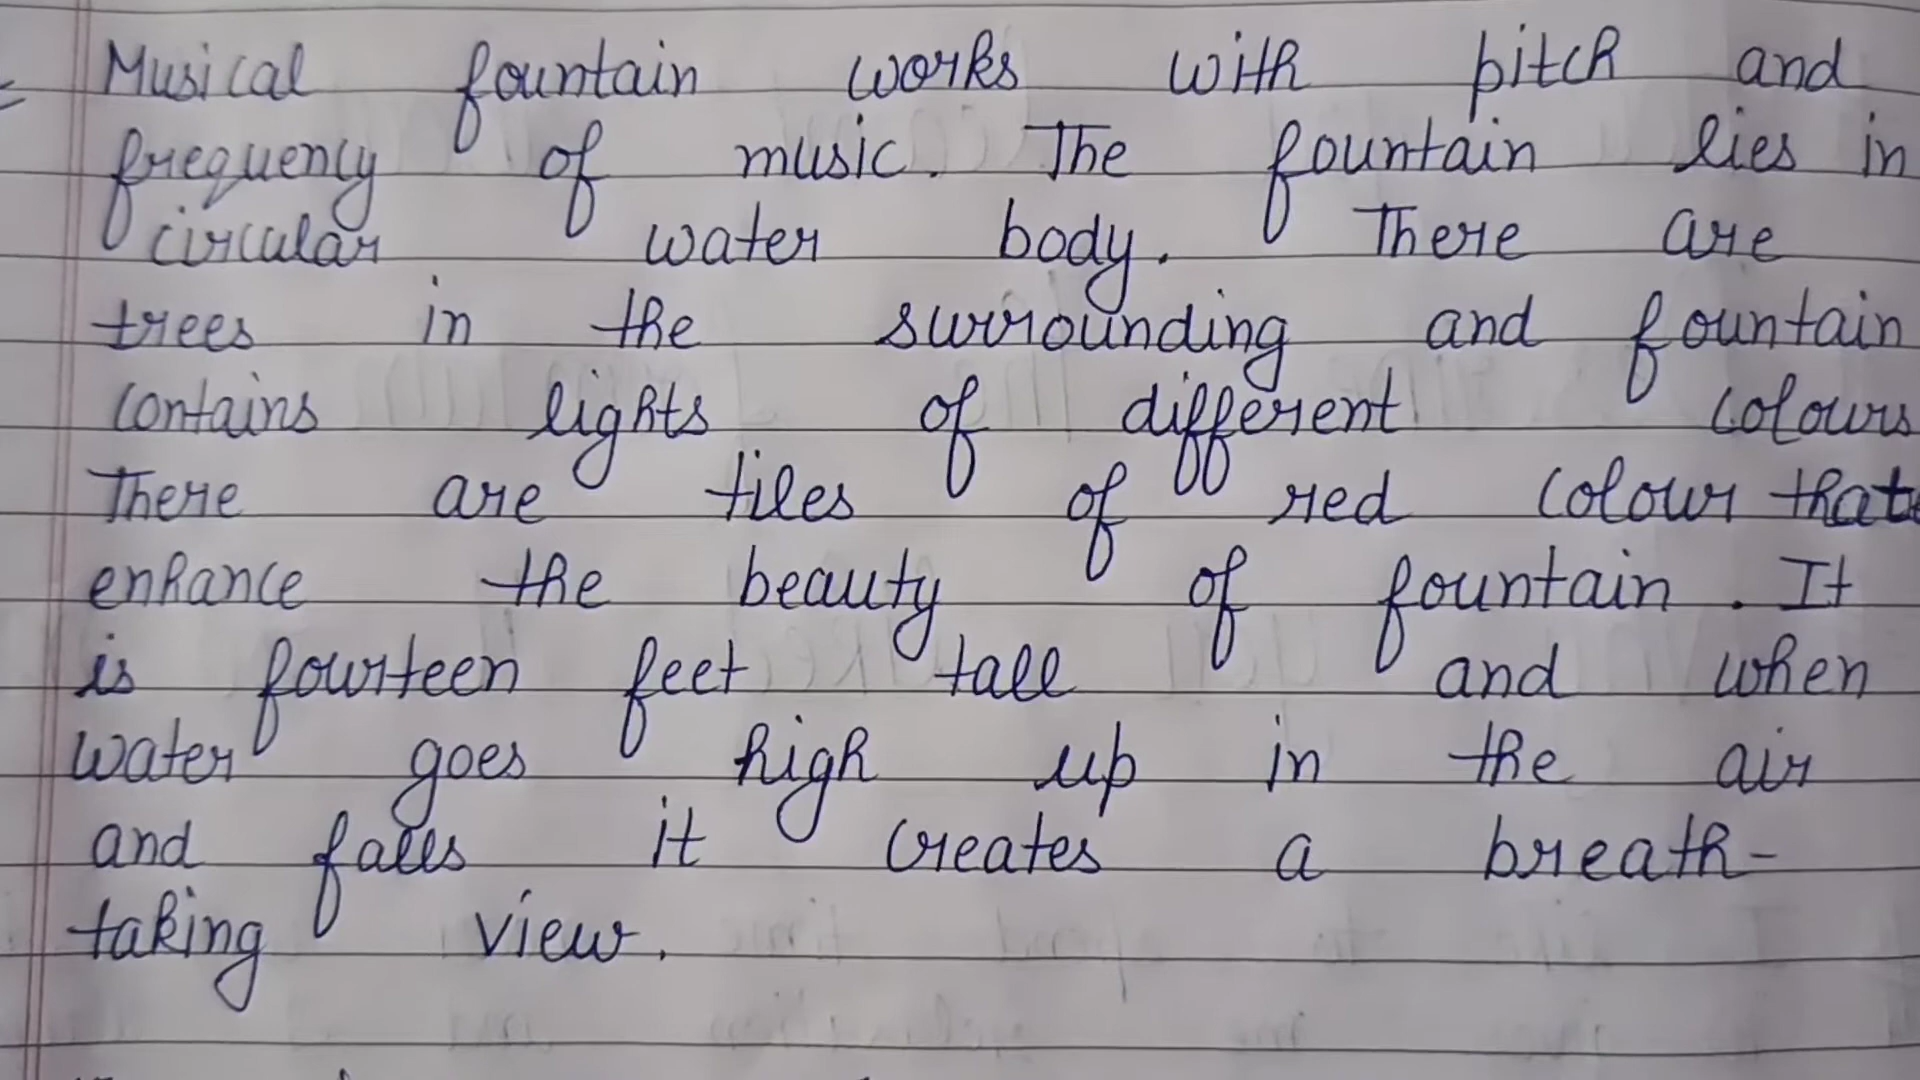 Musical fountain works with pitch and
frequency of music. The fountain lies in
circular water body. There are
trees in the surrounding and fountain
contains lights of different colours
There are tiles of red colour that
enhance the beauty of fountain. It
is fourteen feet tall and when
water goes high up in the air
and falls it creates a breath-
taking view.